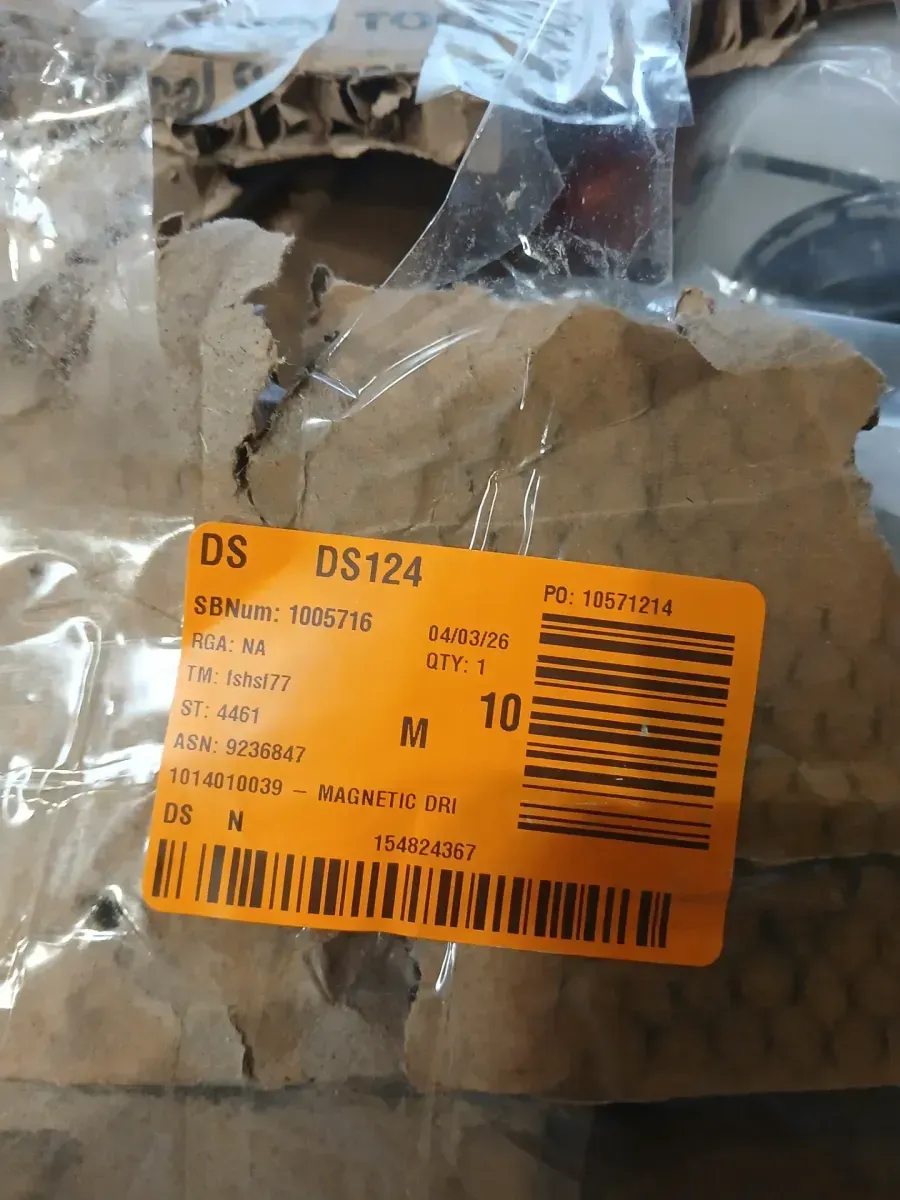 TO
DS DS124
PO: 10571214
SBNum: 1005716
04/03/26
RGA: NA
QTY: 1
TM: lshsf77
ST: 4461
M 10
ASN: 9236847
1014010039 – MAGNETIC DRI
DS N
154824367